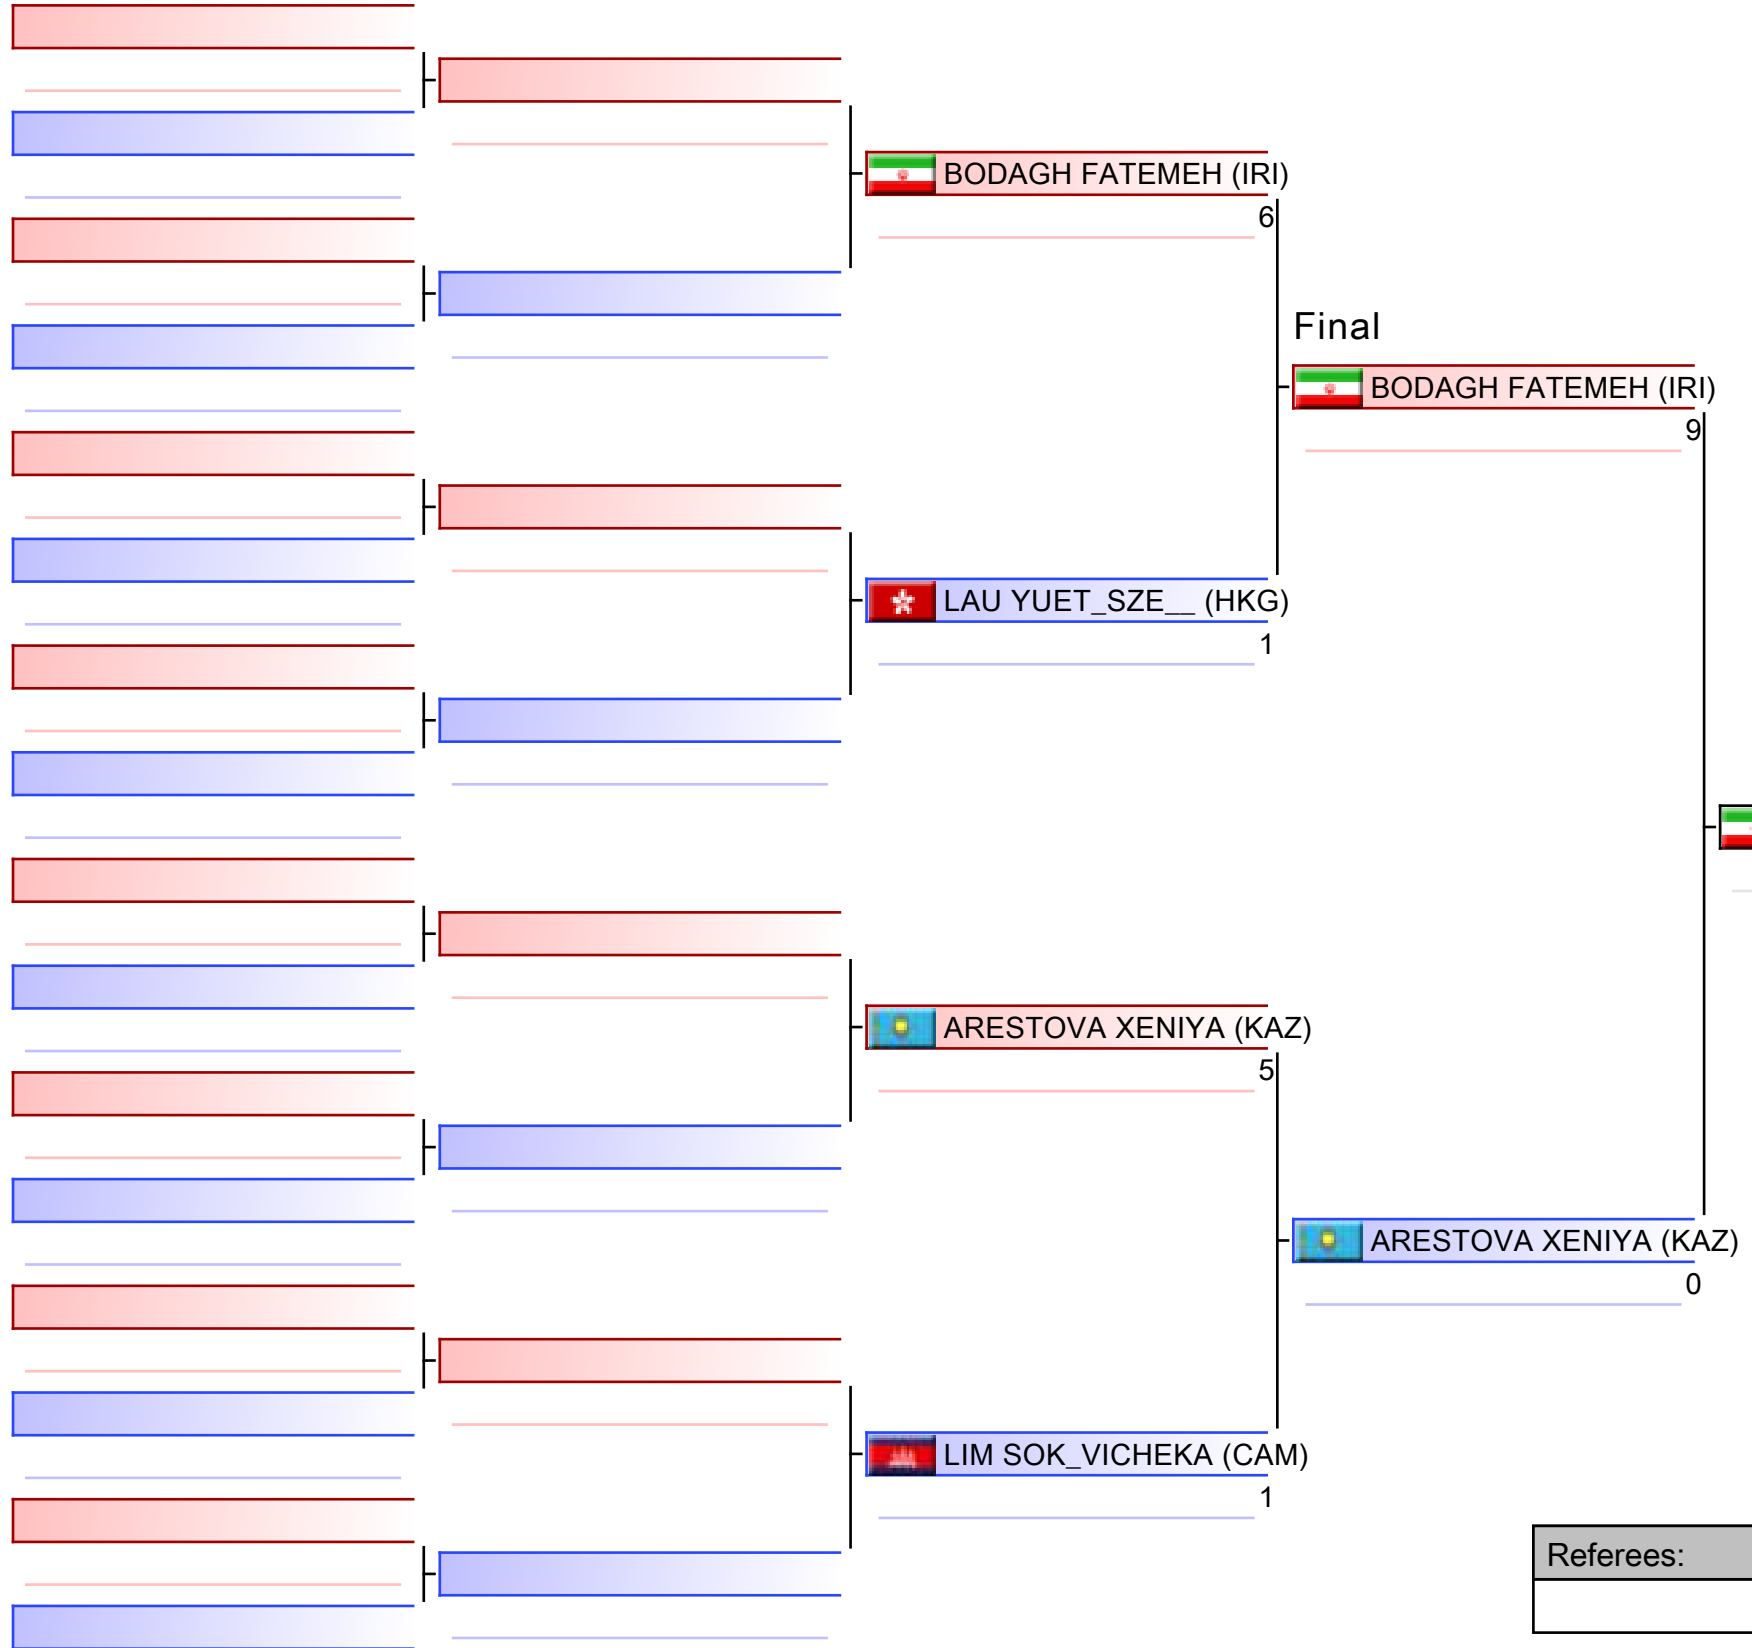 BODAGH FATEMEH (IRI)
6
Final
BODAGH FATEMEH (IRI)
9
LAU YUET_SZE__ (HKG)
1
ARESTOVA XENIYA (KAZ)
5
ARESTOVA XENIYA (KAZ)
0
LIM SOK_VICHEKA (CAM)
1
Referees: